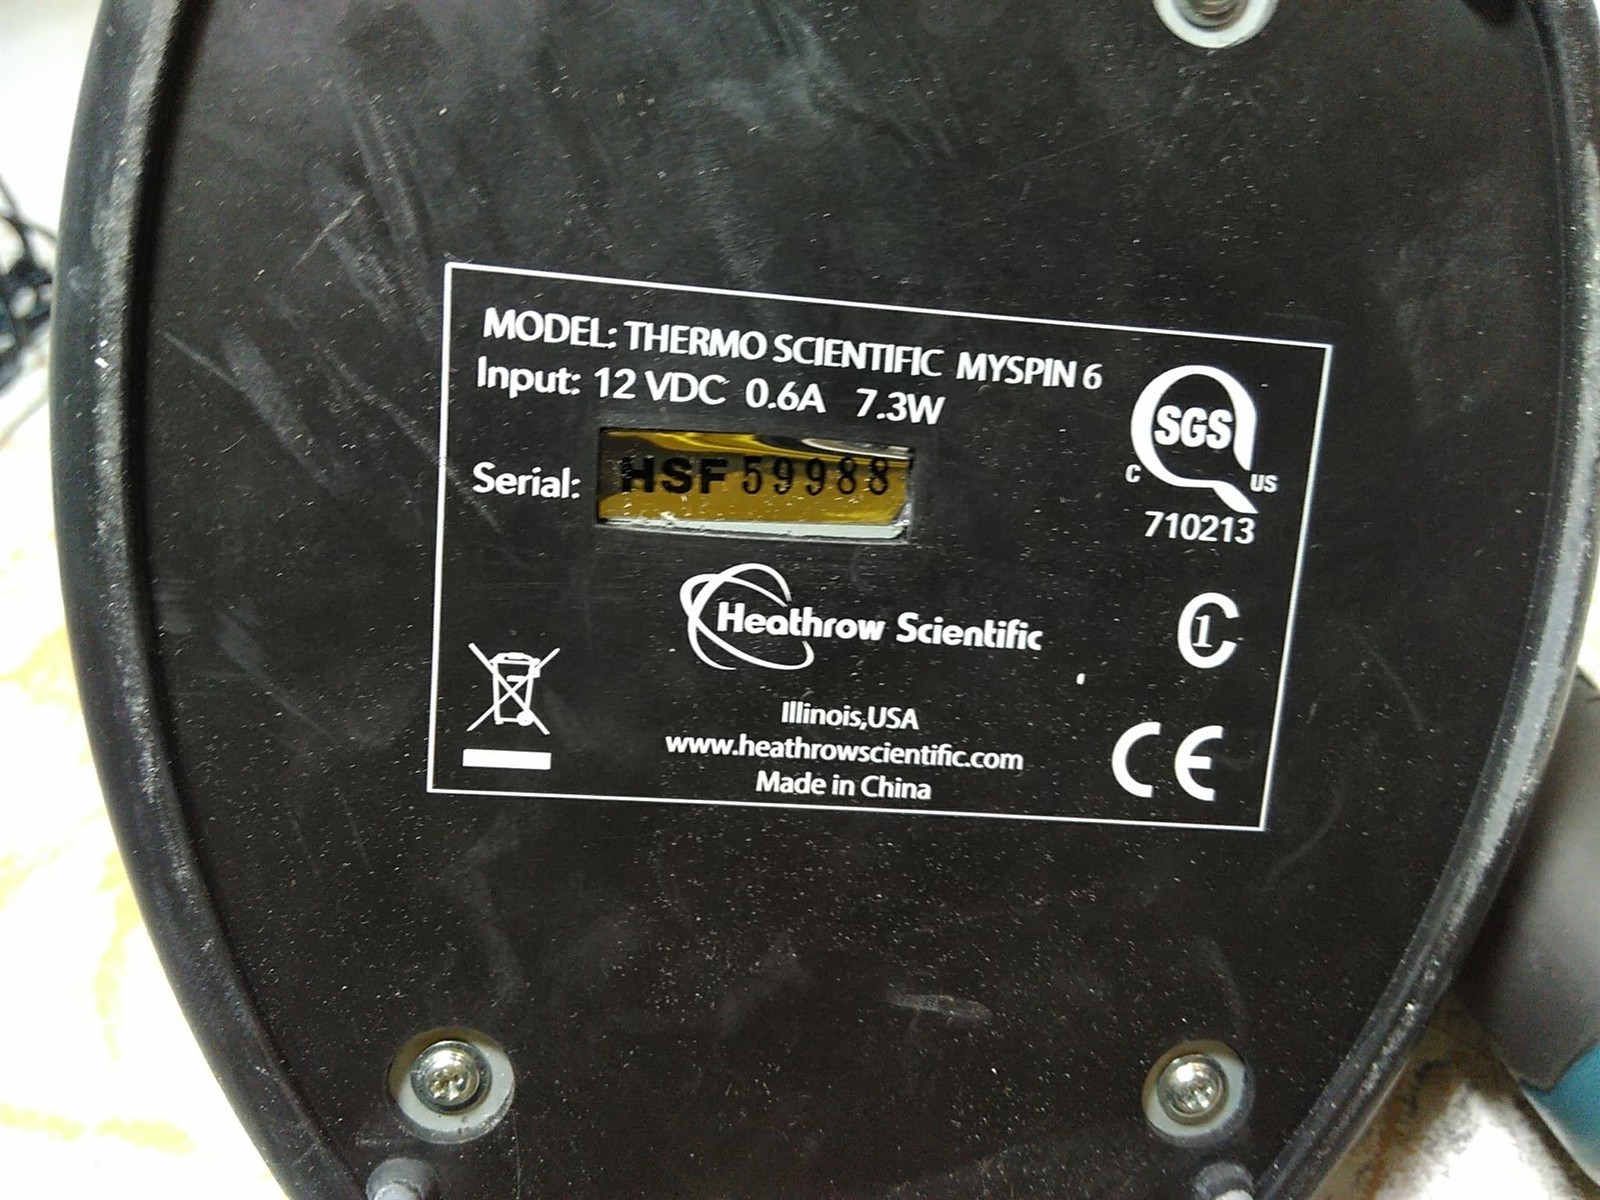 MODEL: THERMO SCIENTIFIC MYSPIN 6
Input: 12 VDC 0.6A 7.3W
Serial: HSF59988
SGS
C US
710213
Heathrow Scientific
C1
Illinois,USA
www.heathrowscientific.com
Made in China
CE